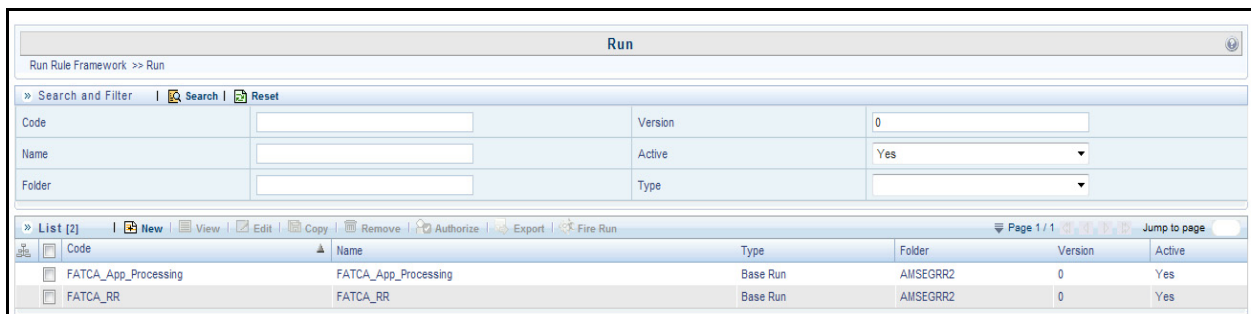 Run
Run Rule Framework >> Run
» Search and Filter | Search | Reset
Code Version 0
Name Active Yes
Folder Type
» List [2] | New | View | Edit | Copy | Remove | Authorize | Export | Fire Run Page 1 / 1 Jump to page
Code Name Type Folder Version Active
FATCA_App_Processing FATCA_App_Processing Base Run AMSEGRR2 0 Yes
FATCA_RR FATCA_RR Base Run AMSEGRR2 0 Yes